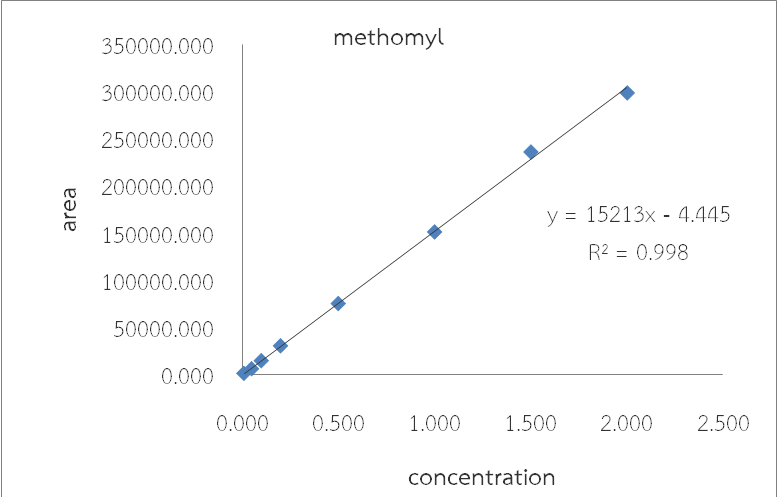 methomyl
350000.000
300000.000
250000.000
200000.000
150000.000
100000.000
50000.000
0.000
area
y = 15213x - 4.445
R² = 0.998
0.000 0.500 1.000 1.500 2.000 2.500
concentration